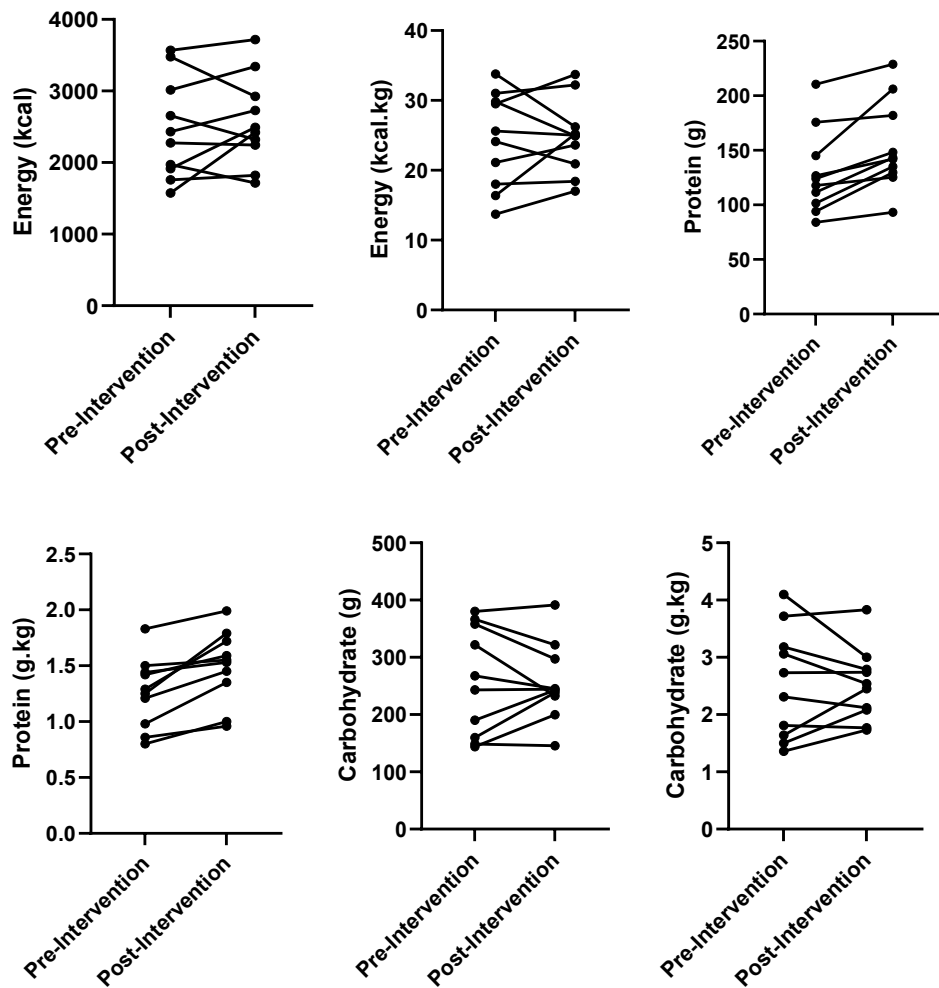 Energy (kcal)
4000
3000
2000
1000
0
Pre-Intervention
Post-Intervention
Energy (kcal.kg)
40
30
20
10
0
Pre-Intervention
Post-Intervention
Protein (g)
250
200
150
100
50
0
Pre-Intervention
Post-Intervention
Protein (g.kg)
2.5
2.0
1.5
1.0
0.5
0.0
Pre-Intervention
Post-Intervention
Carbohydrate (g)
500
400
300
200
100
0
Pre-Intervention
Post-Intervention
Carbohydrate (g.kg)
5
4
3
2
1
0
Pre-Intervention
Post-Intervention